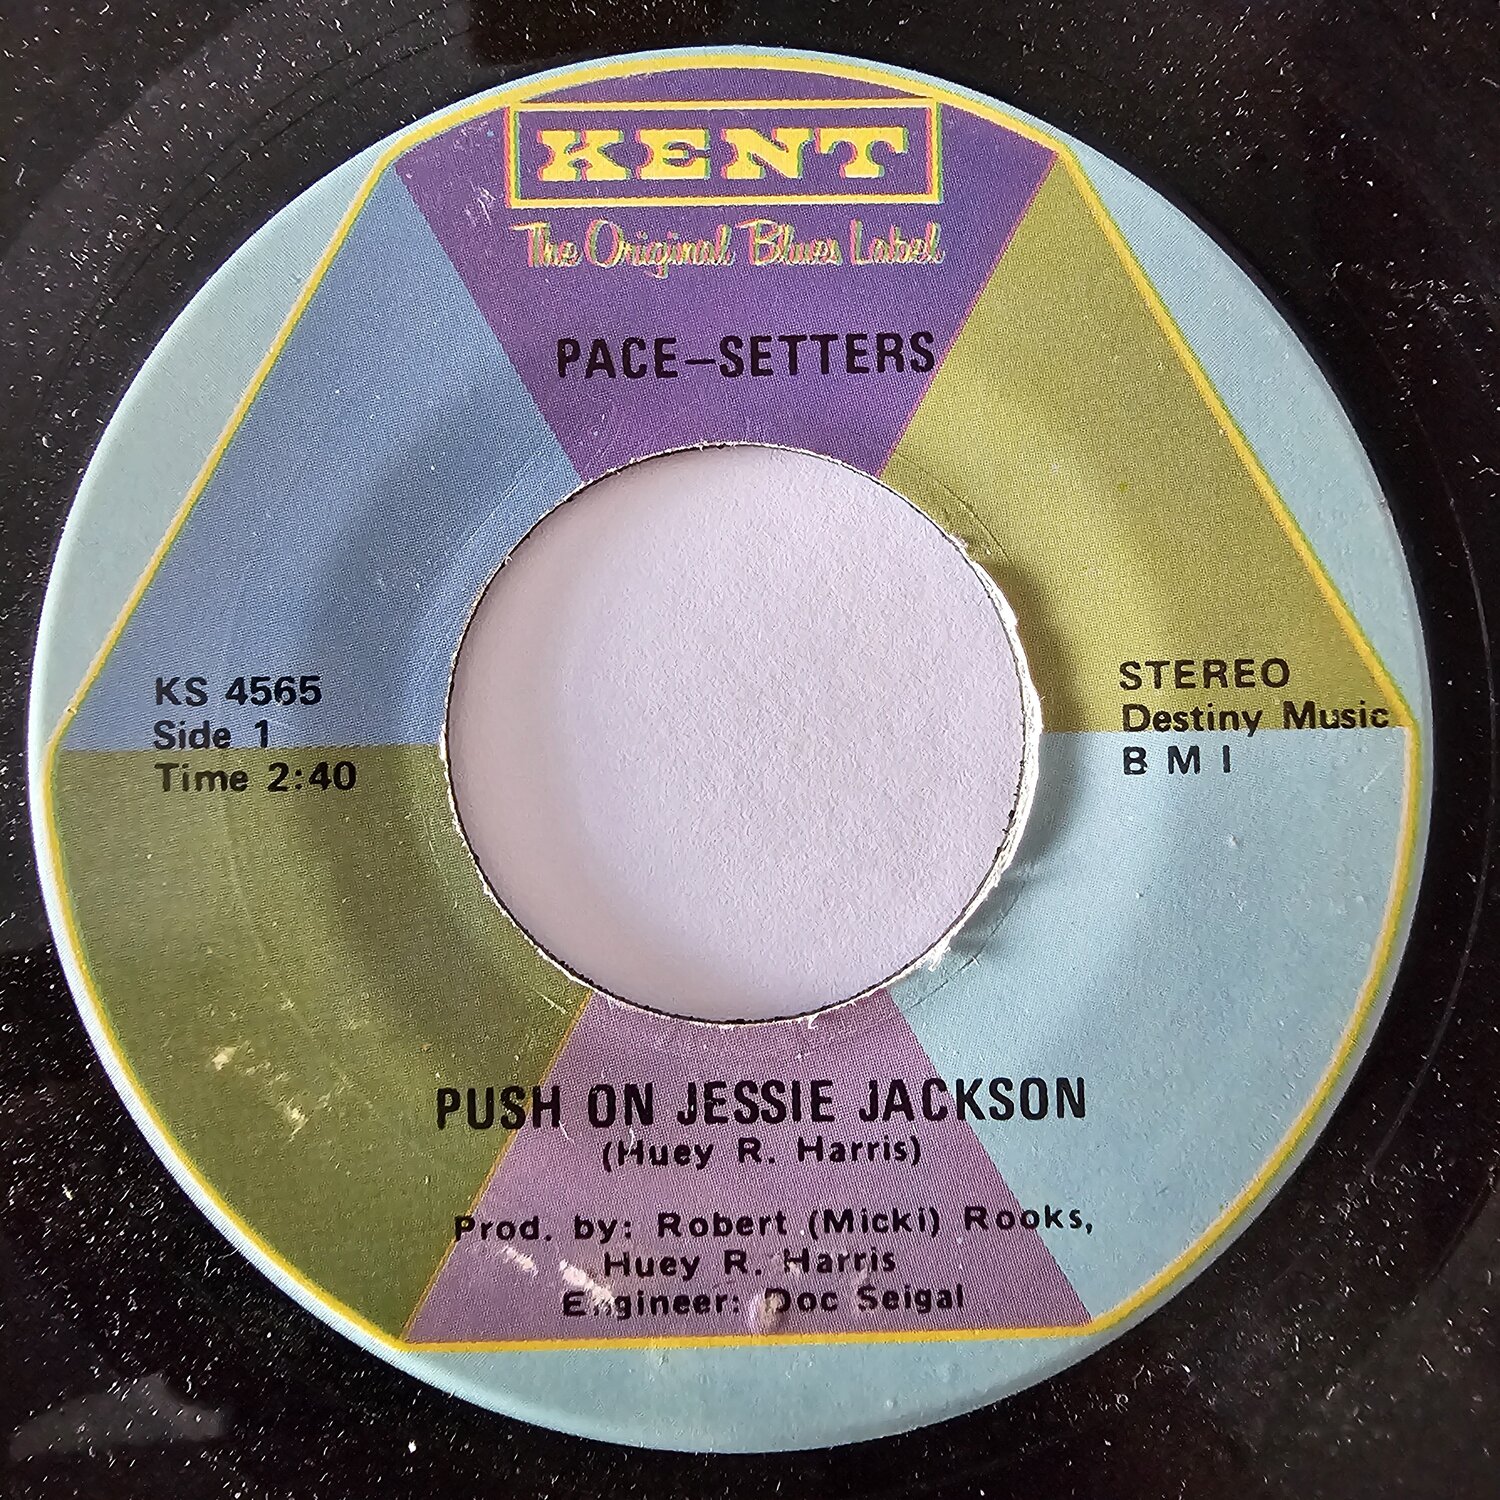 KENT
The Original Blues Label
PACE-SETTERS
KS 4565
Side 1
Time 2:40
STEREO
Destiny Music
B M I
PUSH ON JESSIE JACKSON
(Huey R. Harris)
Prod. by: Robert (Micki) Rooks,
Huey R. Harris
Engineer: Doc Seigal